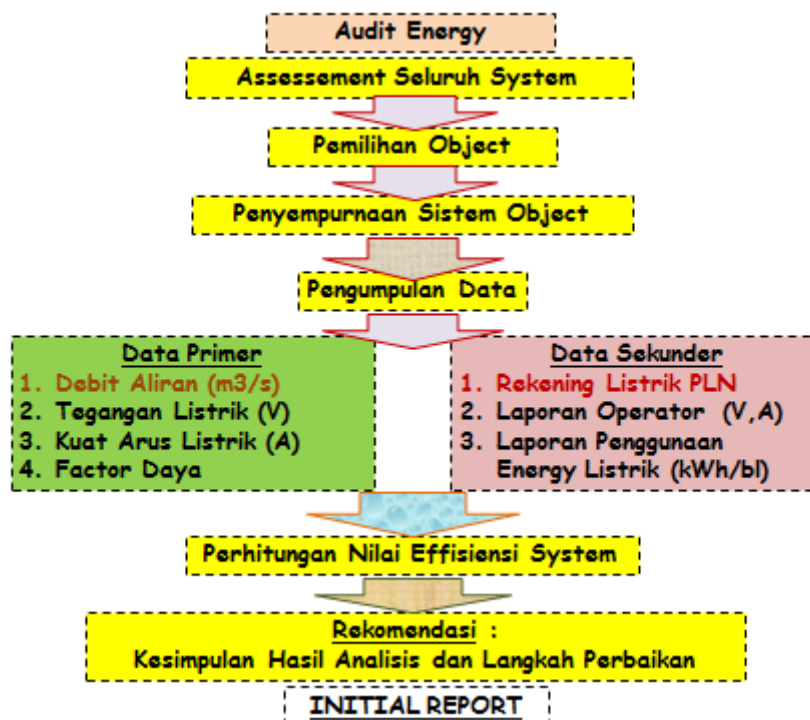 Audit Energy
Assessement Seluruh System
Pemilihan Object
Penyempurnaan Sistem Object
Pengumpulan Data
Data Primer
1. Debit Aliran (m3/s)
2. Tegangan Listrik (V)
3. Kuat Arus Listrik (A)
4. Factor Daya
Data Sekunder
1. Rekening Listrik PLN
2. Laporan Operator (V,A)
3. Laporan Penggunaan
Energy Listrik (kWh/bl)
Perhitungan Nilai Effisiensi System
Rekomendasi :
Kesimpulan Hasil Analisis dan Langkah Perbaikan
INITIAL REPORT